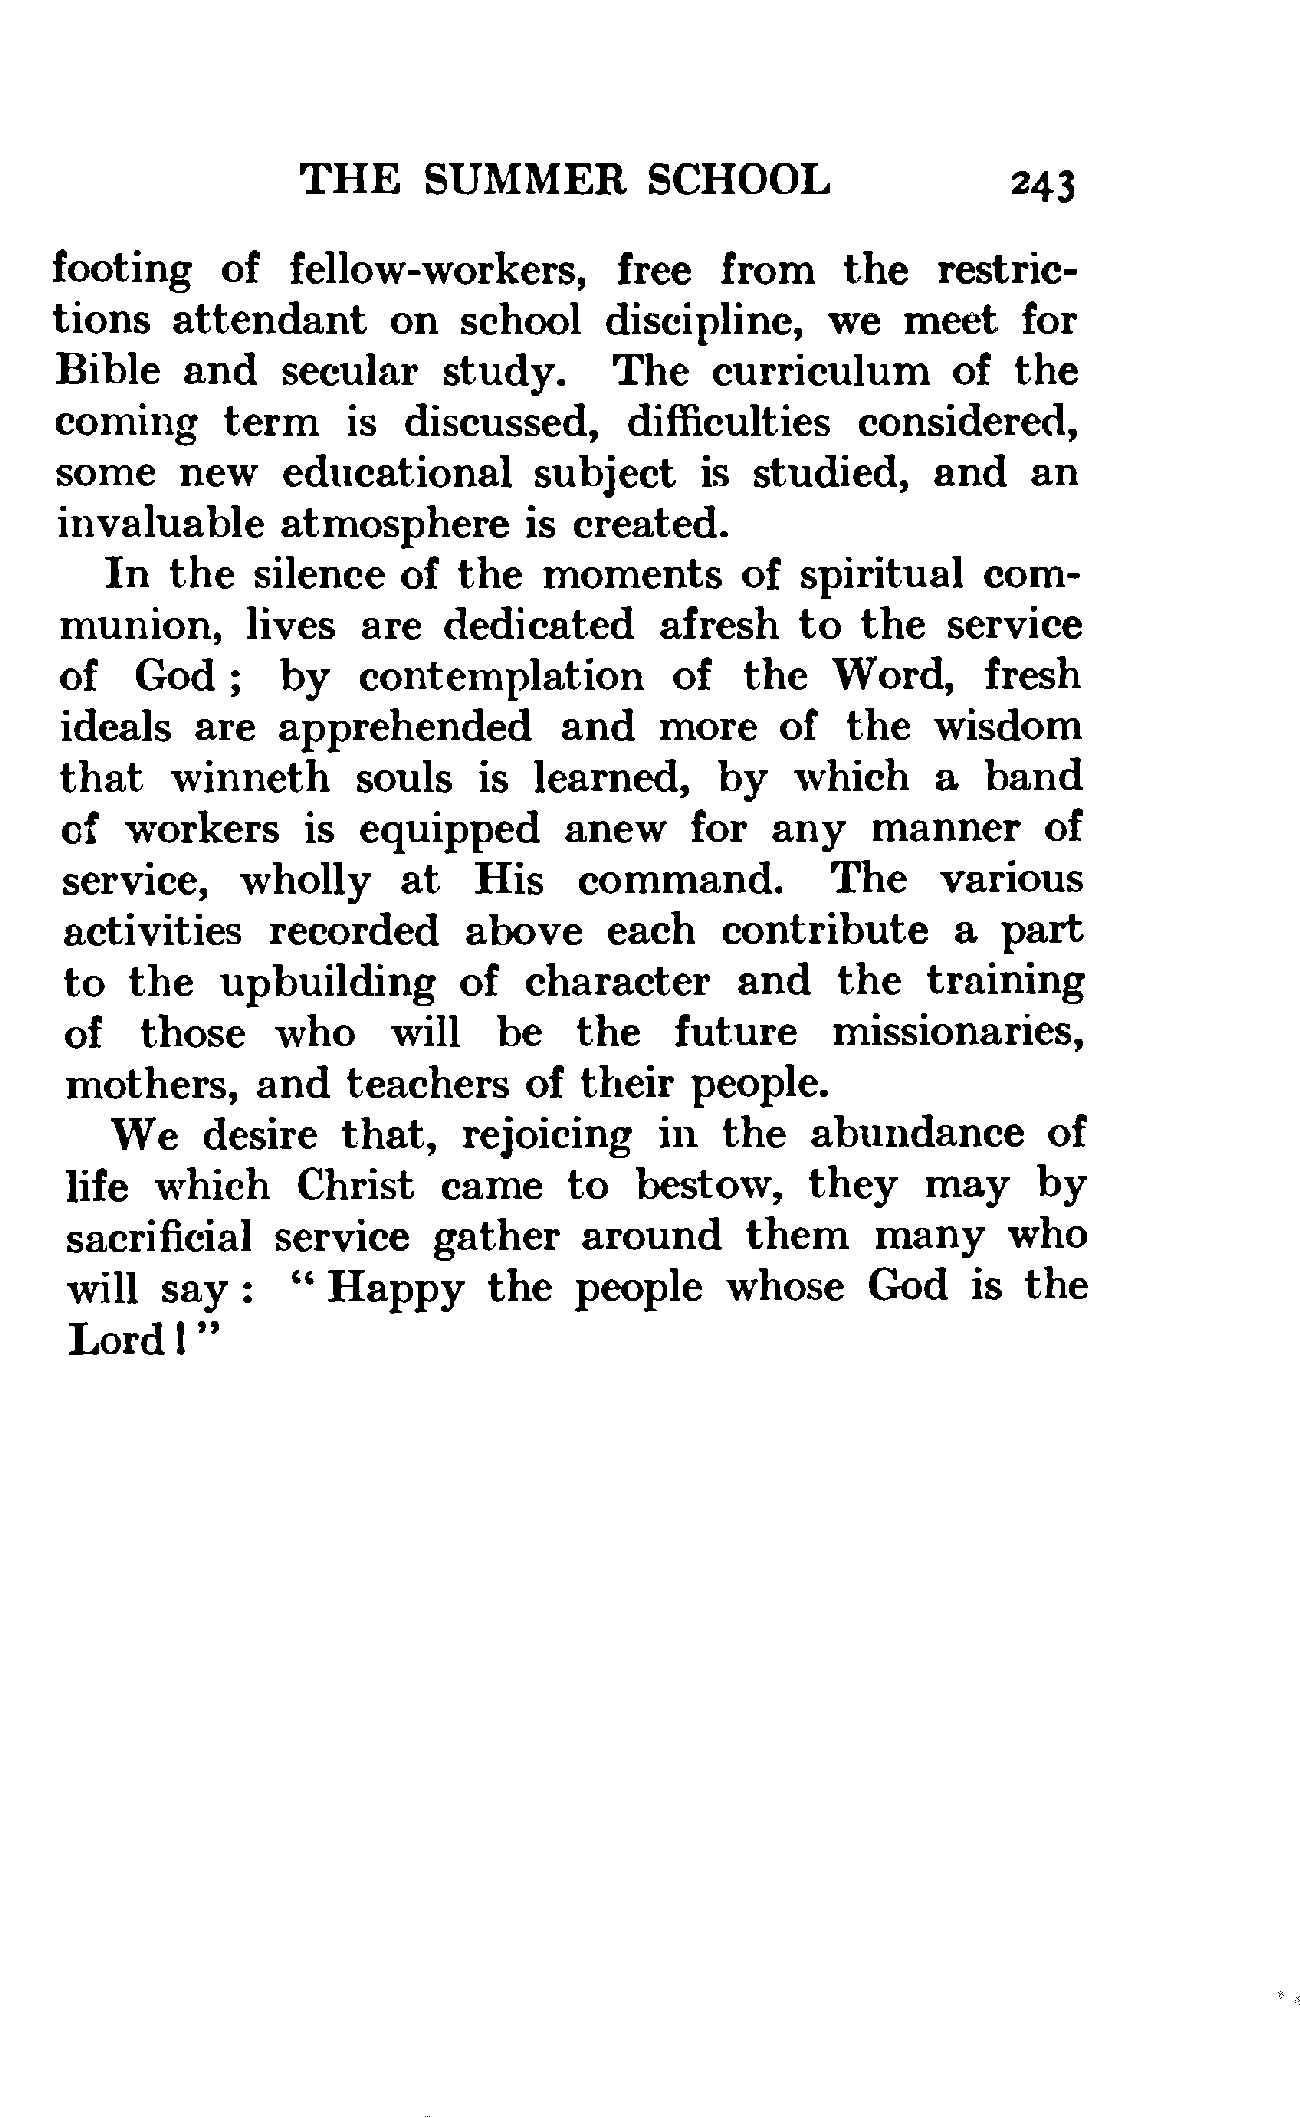 THE SUMMER SCHOOL 243
footing of fellow-workers, free from the restric-
tions attendant on school discipline, we meet for
Bible and secular study. The curriculum of the
coming term is discussed, difficulties considered,
some new educational subject is studied, and an
invaluable atmosphere is created.
In the silence of the moments of spiritual com-
munion, lives are dedicated afresh to the service
of God ; by contemplation of the Word, fresh
ideals are apprehended and more of the wisdom
that winneth souls is learned, by which a band
of workers is equipped anew for any manner of
service, wholly at His command. The various
activities recorded above each contribute a part
to the upbuilding of character and the training
of those who will be the future missionaries,
mothers, and teachers of their people.
We desire that, rejoicing in the abundance of
life which Christ came to bestow, they may by
sacrificial service gather around them many who
will say : “ Happy the people whose God is the
Lord ! ”